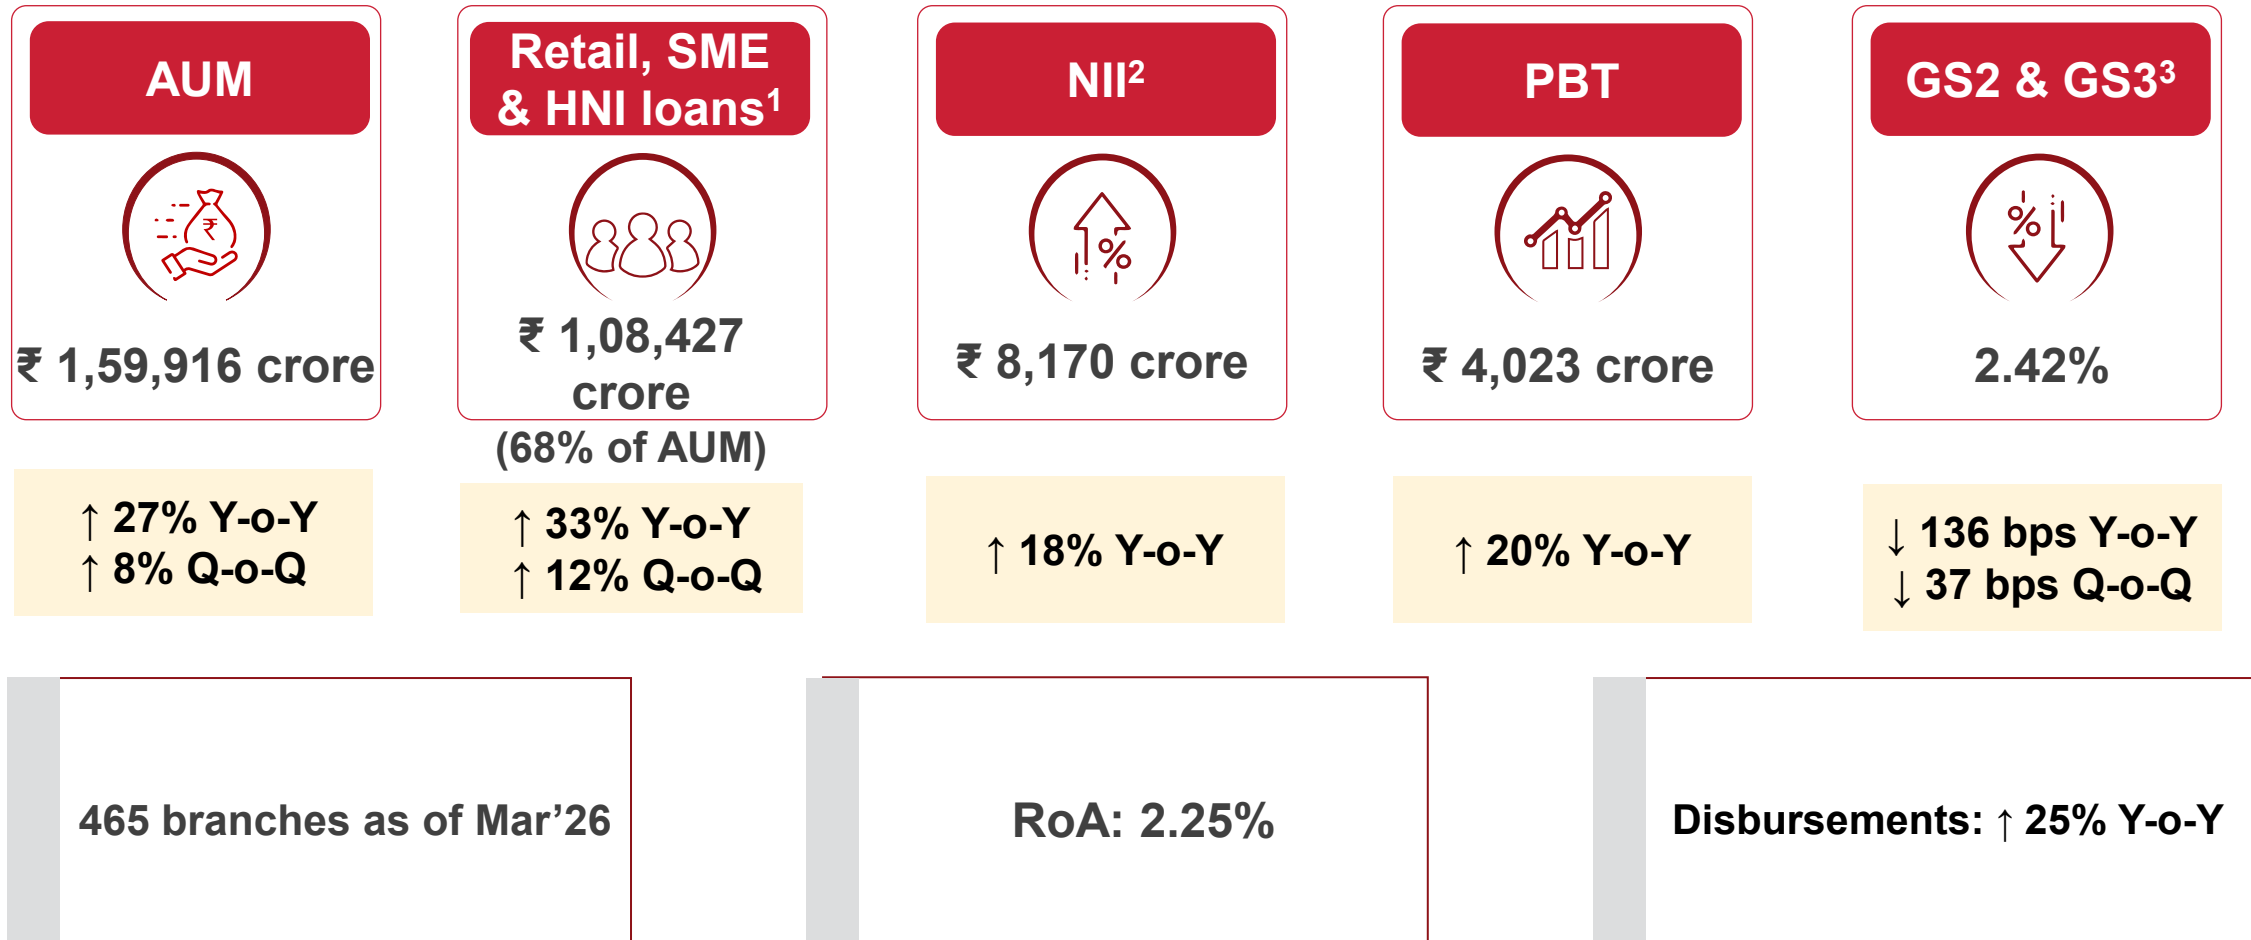 AUM
₹
₹ 1,59,916 crore
↑ 27% Y-o-Y
↑ 8% Q-o-Q
Retail, SME
& HNI loans1
₹ 1,08,427
crore
(68% of AUM)
↑ 33% Y-o-Y
↑ 12% Q-o-Q
NII2
%
₹ 8,170 crore
↑ 18% Y-o-Y
PBT
₹ 4,023 crore
↑ 20% Y-o-Y
GS2 & GS33
%
2.42%
↓ 136 bps Y-o-Y
↓ 37 bps Q-o-Q
465 branches as of Mar’26
RoA: 2.25%
Disbursements: ↑ 25% Y-o-Y